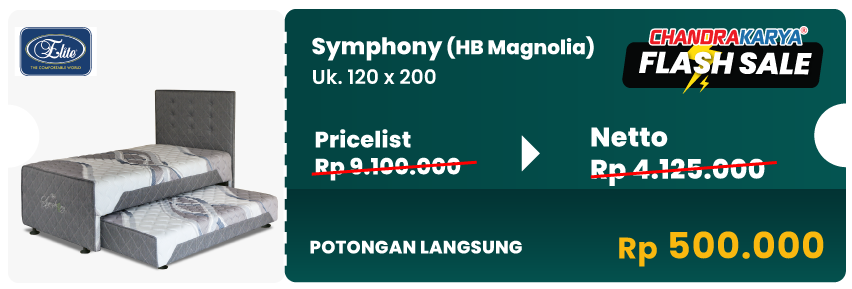 Elite
THE COMFORTABLE WORLD
Symphony (HB Magnolia)
Uk. 120 x 200
CHANDRAKARYA®
FLASH SALE
Pricelist
Rp 9.100.000
Netto
Rp 4.125.000
POTONGAN LANGSUNG
Rp 500.000